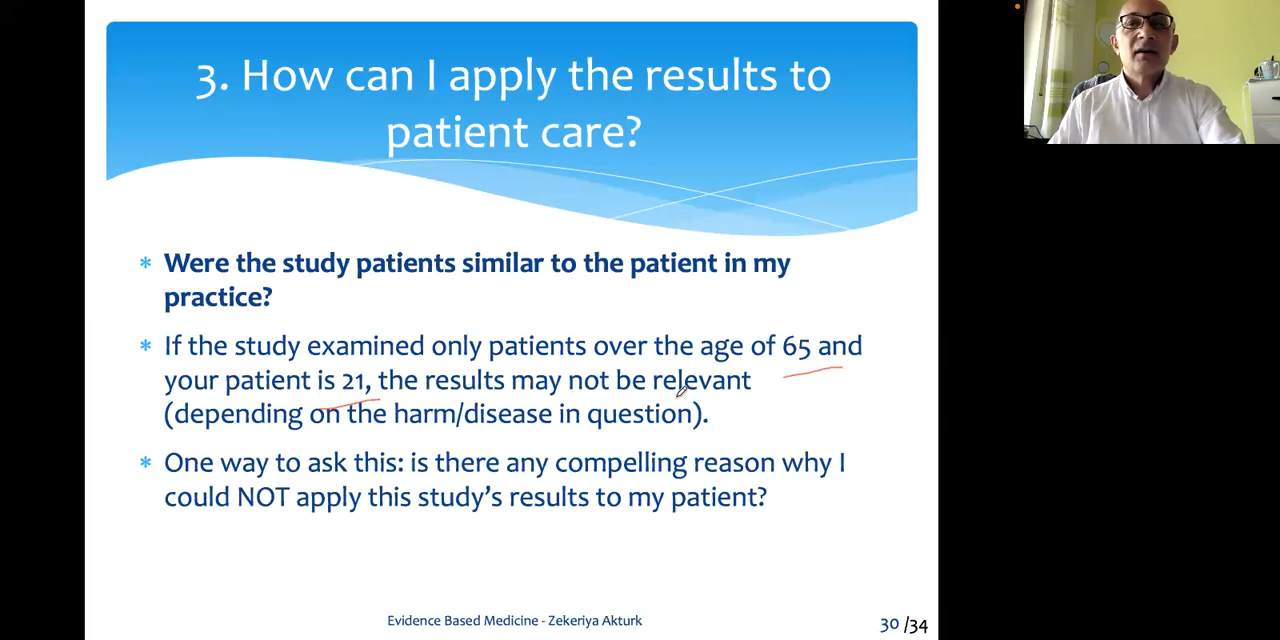 3. How can I apply the results to
patient care?
* Were the study patients similar to the patient in my
practice?
* If the study examined only patients over the age of 65 and
your patient is 21, the results may not be relevant
(depending on the harm/disease in question).
* One way to ask this: is there any compelling reason why I
could NOT apply this study's results to my patient?
Evidence Based Medicine - Zekeriya Akturk
30 /34